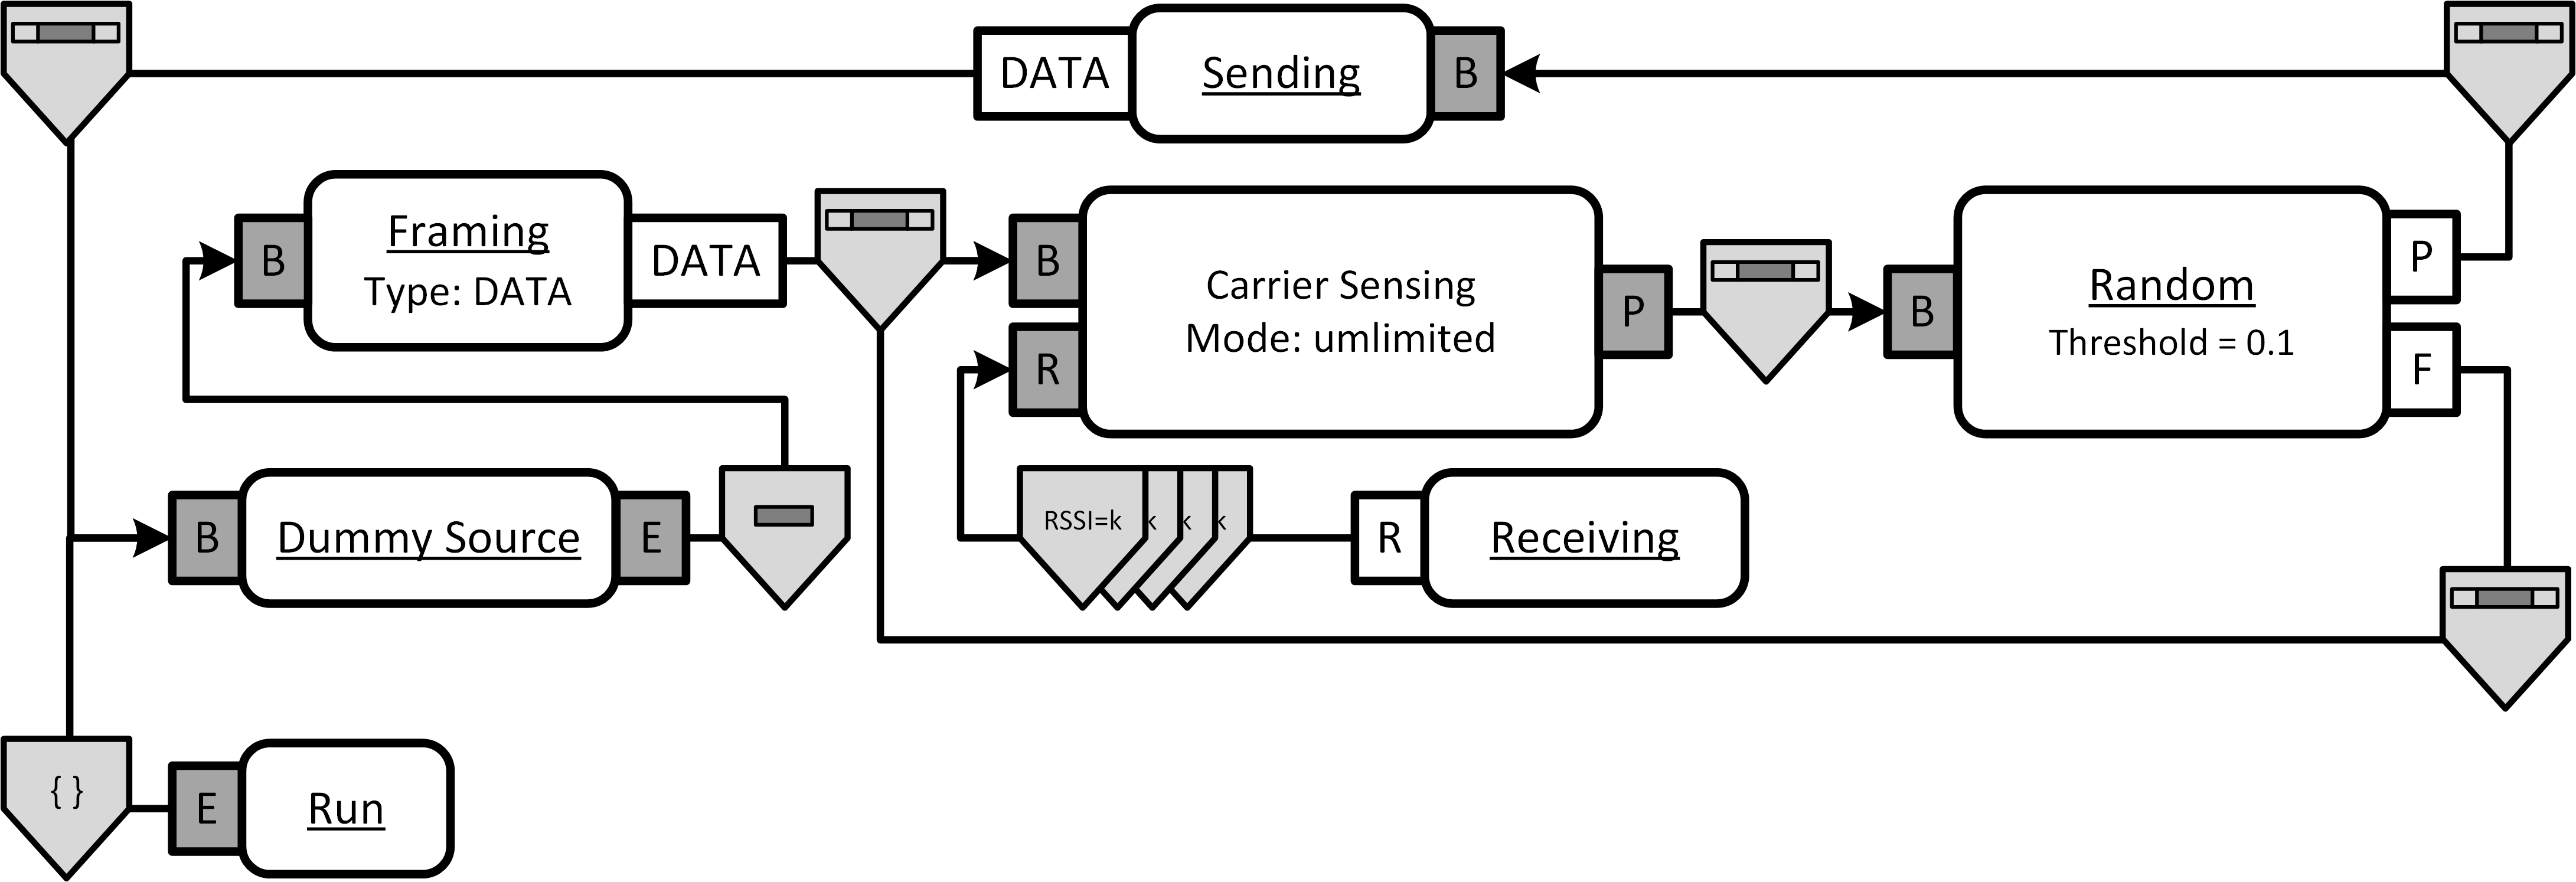 DATA
Sending
B
B
Framing
Type: DATA
DATA
B
R
Carrier Sensing
Mode: umlimited
P
B
Random
Threshold = 0.1
P
F
B
Dummy Source
E
RSSI=k
k
k
k
R
Receiving
{ }
E
Run